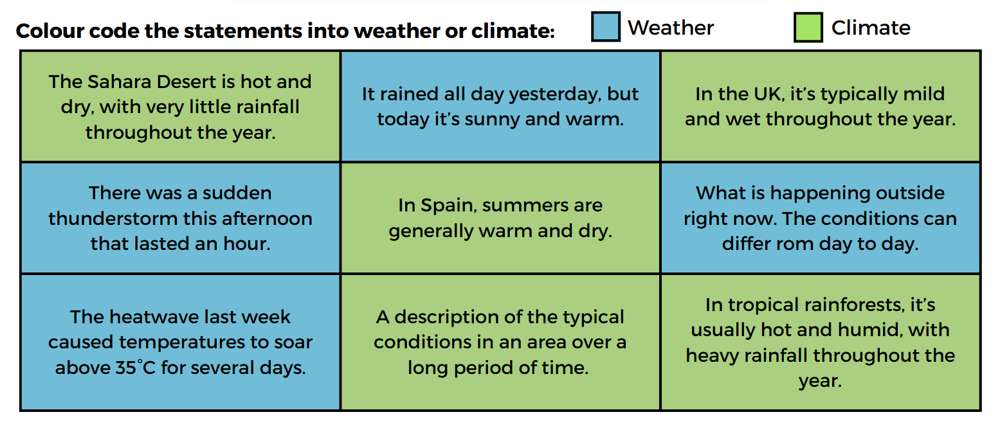 Colour code the statements into weather or climate:
Weather
Climate
The Sahara Desert is hot and
dry, with very little rainfall
throughout the year.
It rained all day yesterday, but
today it's sunny and warm.
In the UK, it's typically mild
and wet throughout the year.
There was a sudden
thunderstorm this afternoon
that lasted an hour.
In Spain, summers are
generally warm and dry.
What is happening outside
right now. The conditions can
differ rom day to day.
The heatwave last week
caused temperatures to soar
above 35°C for several days.
A description of the typical
conditions in an area over a
long period of time.
In tropical rainforests, it's
usually hot and humid, with
heavy rainfall throughout the
year.